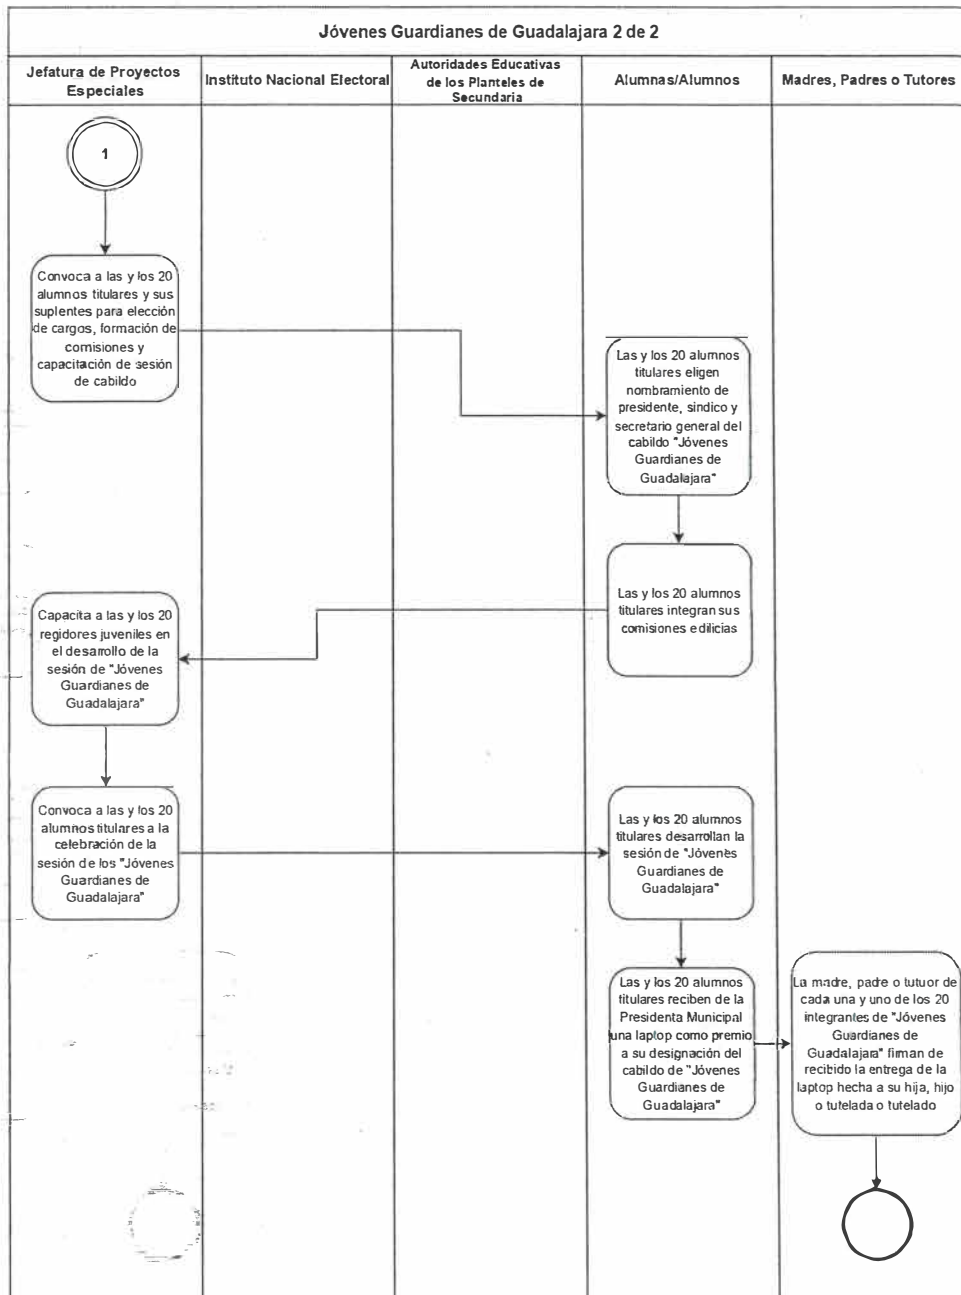 Jóvenes Guardianes de Guadalajara 2 de 2
Jefatura de Proyectos
Especiales
Instituto Nacional Electoral
Autoridades Educativas
de los Planteles de
Secundaria
Alumnas/Alumnos
Madres, Padres o Tutores
1
Convoca a las y los 20
alumnos titulares y sus
suplentes para elección
de cargos, formación de
comisiones y
capacitación de sesión
de cabildo
Las y los 20 alumnos
titulares eligen
nombramiento de
presidente, sindico y
secretario general del
cabildo "Jóvenes
Guardianes de
Guadalajara"
Las y los 20 alumnos
titulares integran sus
comisiones edilicias
Capacita a las y los 20
regidores juveniles en
el desarrollo de la
sesión de "Jóvenes
Guardianes de
Guadalajara"
Convoca a las y los 20
alumnos titulares a la
celebración de la
sesión de los "Jóvenes
Guardianes de
Guadalajara"
Las y los 20 alumnos
titulares desarrollan la
sesión de "Jóvenes
Guardianes de
Guadalajara"
Las y los 20 alumnos
titulares reciben de la
Presidenta Municipal
una laptop como premio
a su designación del
cabildo de "Jóvenes
Guardianes de
Guadalajara"
La madre, padre o tutuor de
cada una y uno de los 20
integrantes de "Jóvenes
Guardianes de
Guadalajara" firman de
recibido la entrega de la
laptop hecha a su hija, hijo
o tutelada o tutelado